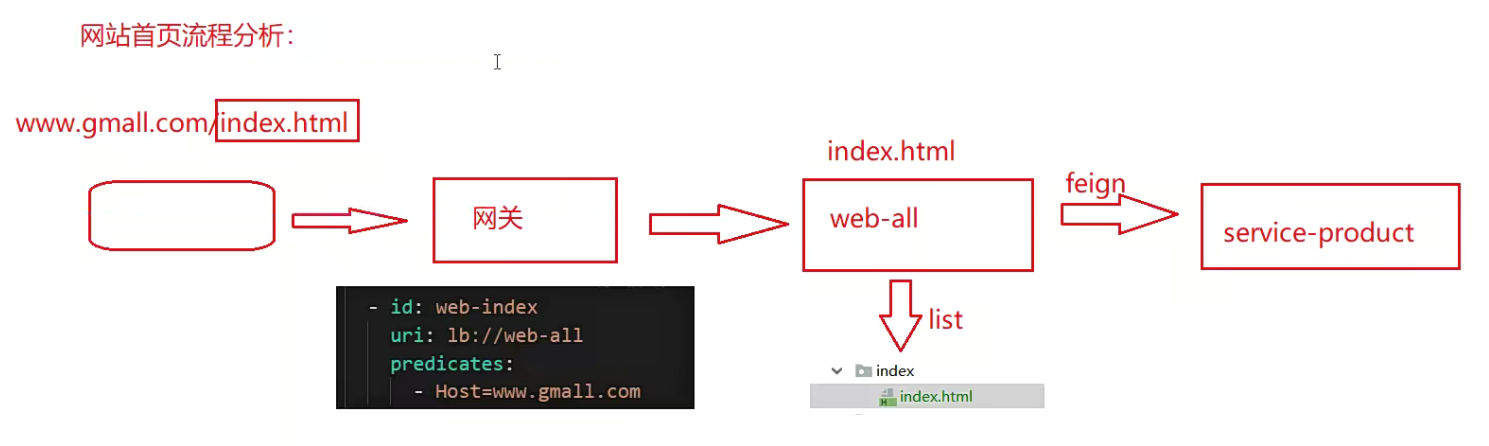 网站首页流程分析：
www.gmall.com/index.html
index.html
feign
网关
web-all
service-product
- id: web-index
uri: lb://web-all
predicates:
- Host=www.gmall.com
list
index
index.html